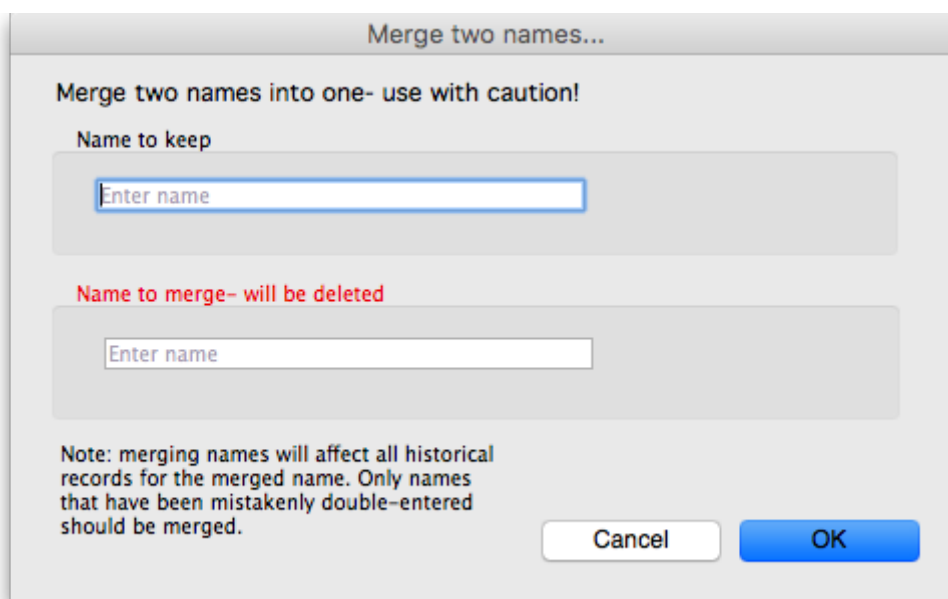 Merge two names...
Merge two names into one- use with caution!
Name to keep
Enter name
Name to merge– will be deleted
Enter name
Note: merging names will affect all historical
records for the merged name. Only names
that have been mistakenly double–entered
should be merged.
Cancel
OK